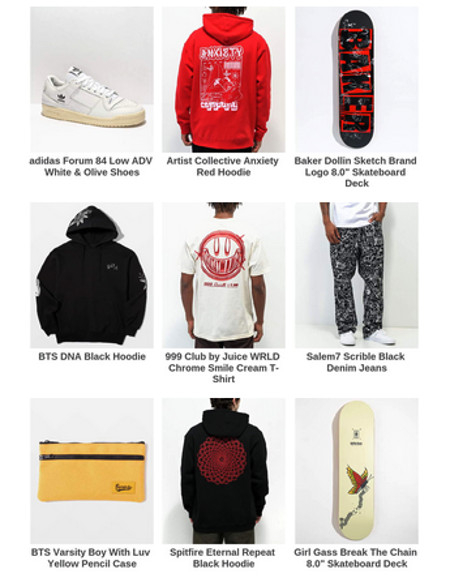 ANXIETY
BAKER
adidas Forum 84 Low ADV
White & Olive Shoes
Artist Collective Anxiety
Red Hoodie
Baker Dollin Sketch Brand
Logo 8.0" Skateboard
Deck
BTS DNA Black Hoodie
999 Club by Juice WRLD
Chrome Smile Cream T-
Shirt
Salem7 Scrible Black
Denim Jeans
BTS Varsity Boy With Luv
Yellow Pencil Case
Spitfire Eternal Repeat
Black Hoodie
Girl Gass Break The Chain
8.0" Skateboard Deck